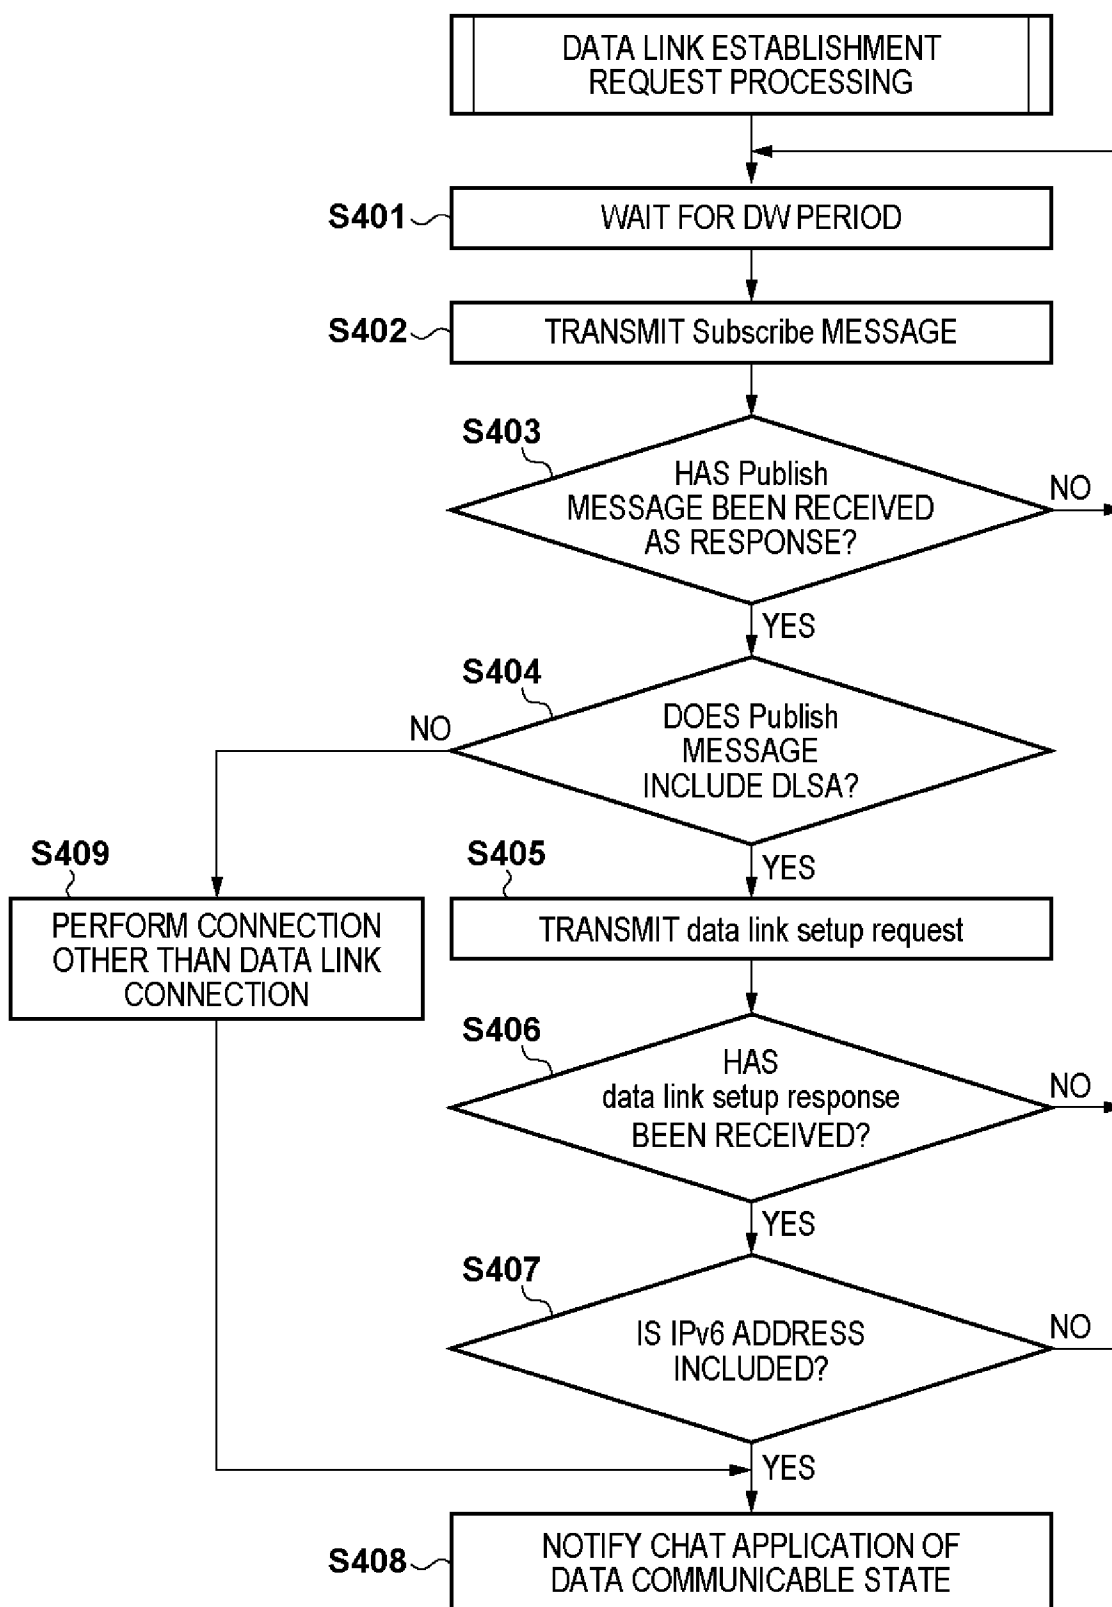 DATA LINK ESTABLISHMENT
REQUEST PROCESSING
S401
WAIT FOR DW PERIOD
S402
TRANSMIT Subscribe MESSAGE
S403
HAS Publish
MESSAGE BEEN RECEIVED
AS RESPONSE?
NO
YES
S404
DOES Publish
MESSAGE
INCLUDE DLSA?
NO
YES
S409
PERFORM CONNECTION
OTHER THAN DATA LINK
CONNECTION
S405
TRANSMIT data link setup request
S406
HAS
data link setup response
BEEN RECEIVED?
NO
YES
S407
IS IPv6 ADDRESS
INCLUDED?
NO
YES
S408
NOTIFY CHAT APPLICATION OF
DATA COMMUNICABLE STATE